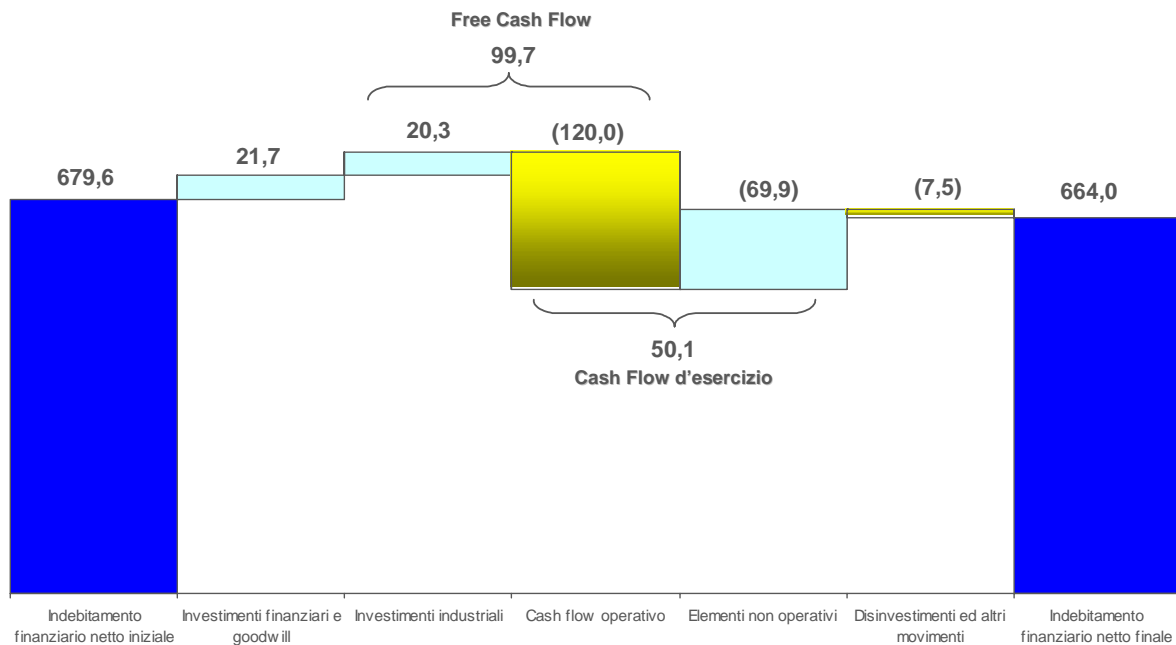 Free Cash Flow
99,7
20,3
(120,0)
21,7
679,6
(69,9)
(7,5)
664,0
50,1
Cash Flow d'esercizio
Indebitamento
finanziario netto iniziale
Investimenti finanziari e
goodwill
Investimenti industriali
Cash flow operativo
Elementi non operativi
Disinvestimenti ed altri
movimenti
Indebitamento
finanziario netto finale